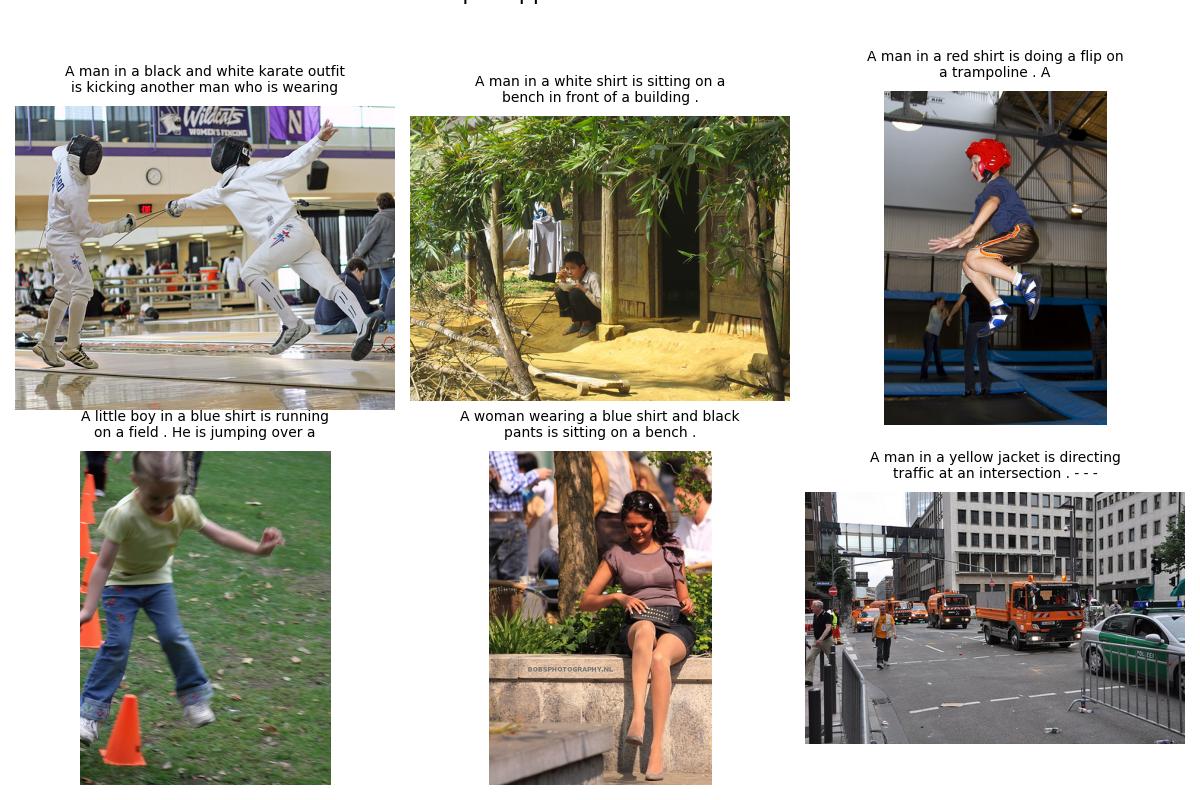 A man in a black and white karate outfit
is kicking another man who is wearing
A man in a white shirt is sitting on a
bench in front of a building .
A man in a red shirt is doing a flip on
a trampoline . A
Wildcats
WOMEN'S FENCING
N
A little boy in a blue shirt is running
on a field . He is jumping over a
A woman wearing a blue shirt and black
pants is sitting on a bench .
A man in a yellow jacket is directing
traffic at an intersection . - - -
BOBSPHOTOGRAPHY.NL
POLIZEI